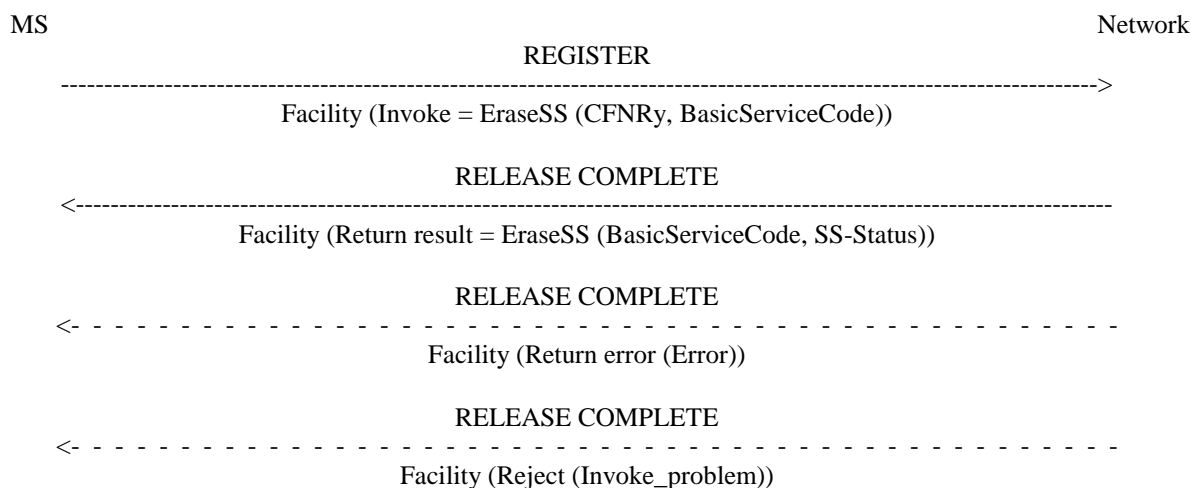 MS Network
REGISTER
Facility (Invoke = EraseSS (CFNRy, BasicServiceCode))
RELEASE COMPLETE
Facility (Return result = EraseSS (BasicServiceCode, SS-Status))
RELEASE COMPLETE
Facility (Return error (Error))
RELEASE COMPLETE
Facility (Reject (Invoke_problem))